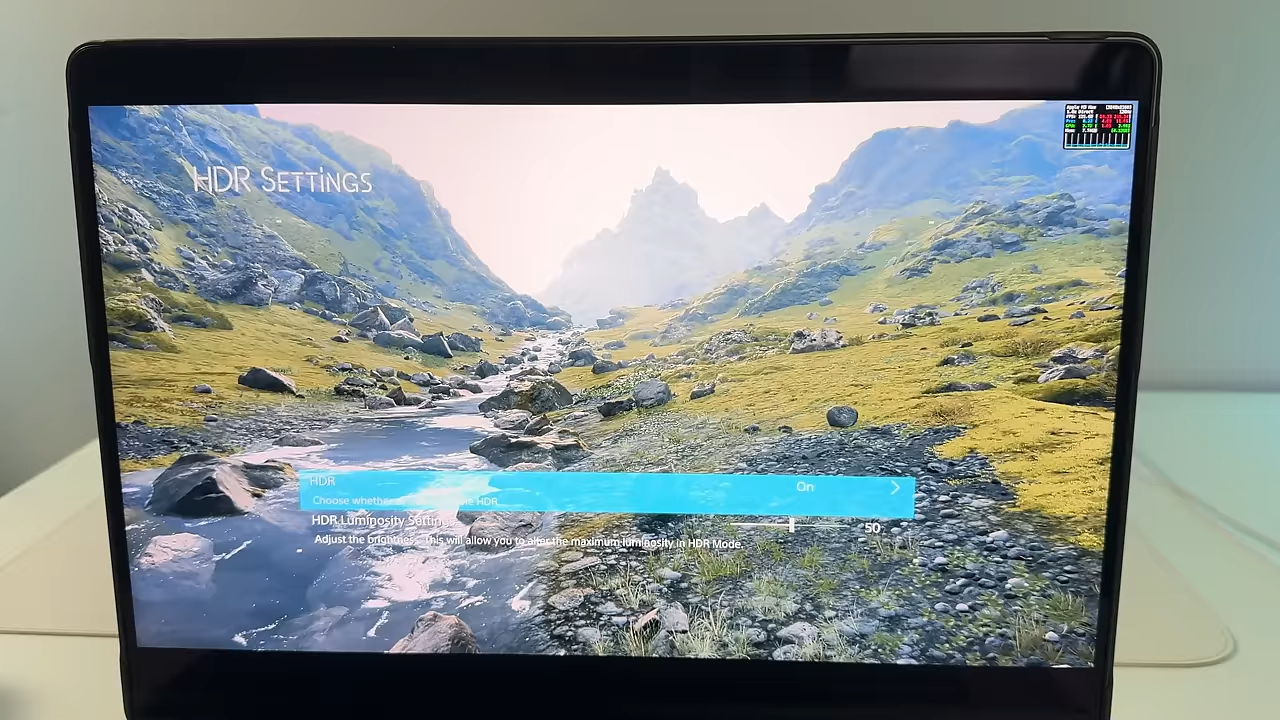 HDR SETTINGS
HDR
On
Choose whether HDR
HDR Luminosity Setting
50
Adjust the brightness. This will allow you to alter the maximum luminosity in HDR Mode.